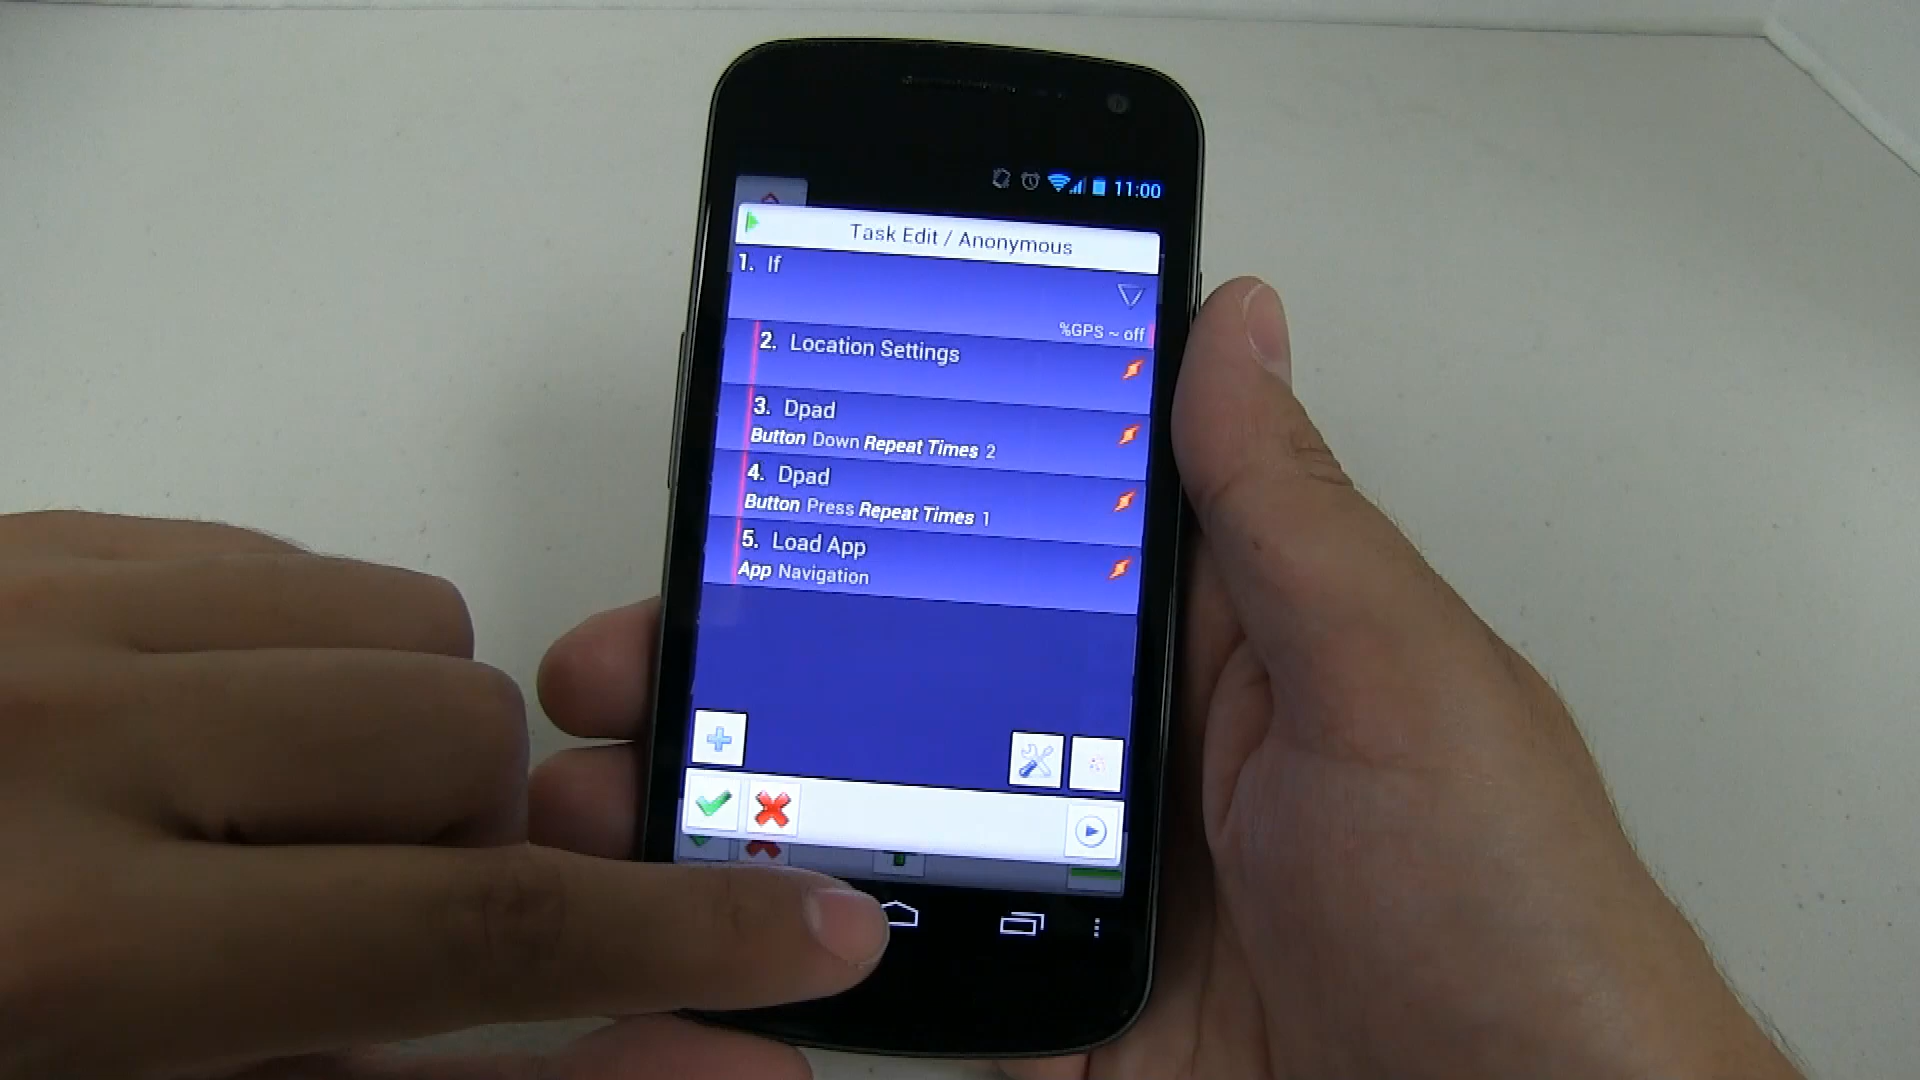 11:00
Task Edit / Anonymous
1. If
%GPS ~ off
2. Location Settings
3. Dpad
Button Down Repeat Times 2
4. Dpad
Button Press Repeat Times 1
5. Load App
App Navigation